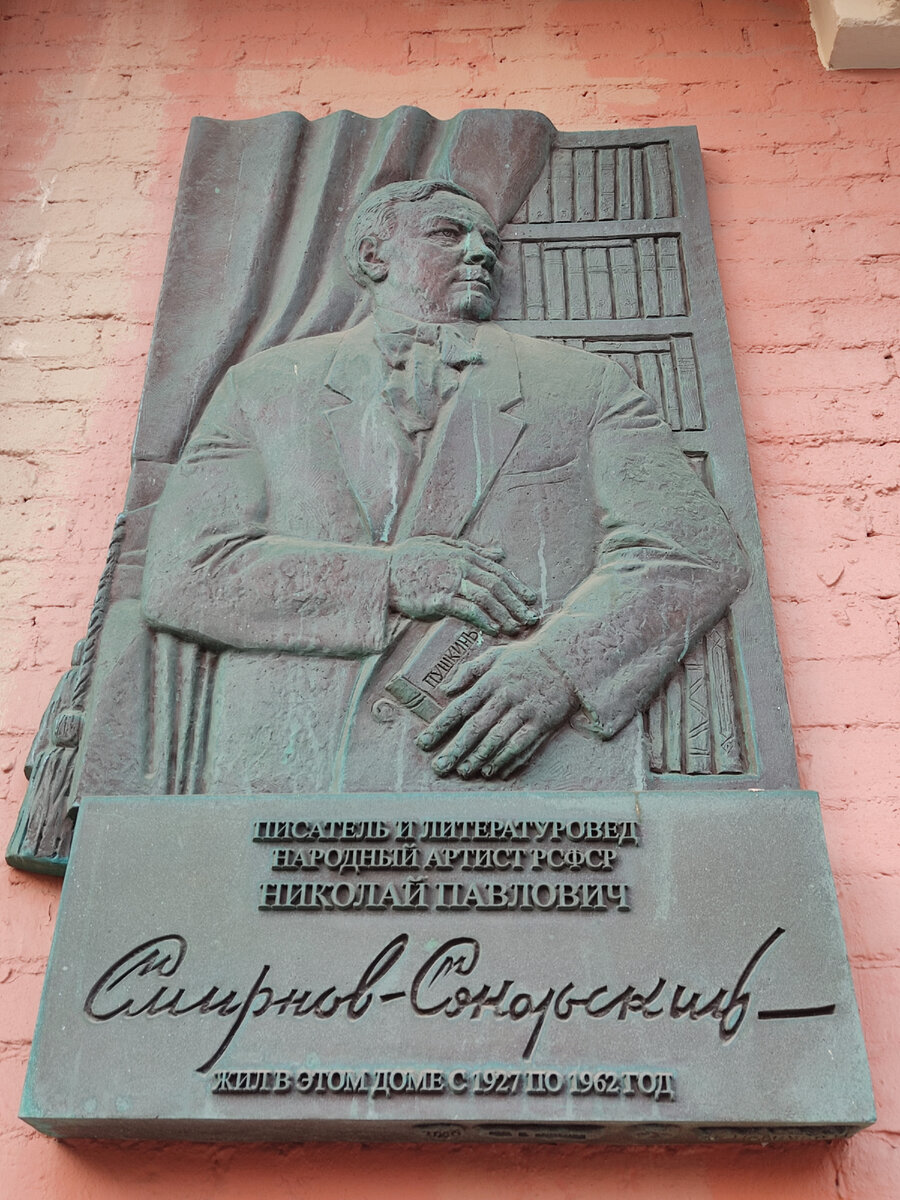 ПУШКИНЪ
ПИСАТЕЛЬ И ЛИТЕРАТУРОВЕД
НАРОДНЫЙ АРТИСТ РСФСР
НИКОЛАЙ ПАВЛОВИЧ
Смирнов-Сокольский
ЖИЛ В ЭТОМ ДОМЕ С 1927 ПО 1962 ГОД